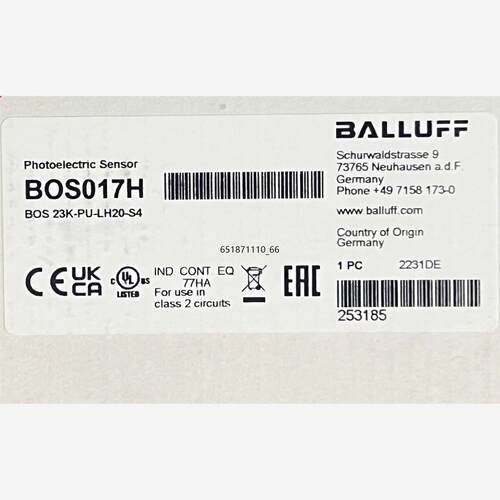 BALLUFF
Schurwaldstrasse 9
73765 Neuhausen a.d.F.
Germany
Phone +49 7158 173-0
www.balluff.com
Country of Origin
Germany
1 PC 2231DE
253185
Photoelectric Sensor
BOS017H
BOS 23K-PU-LH20-S4
651871110_66
CE UK CA
C UL US LISTED
IND CONT EQ
77HA
For use in
class 2 circuits
EAC